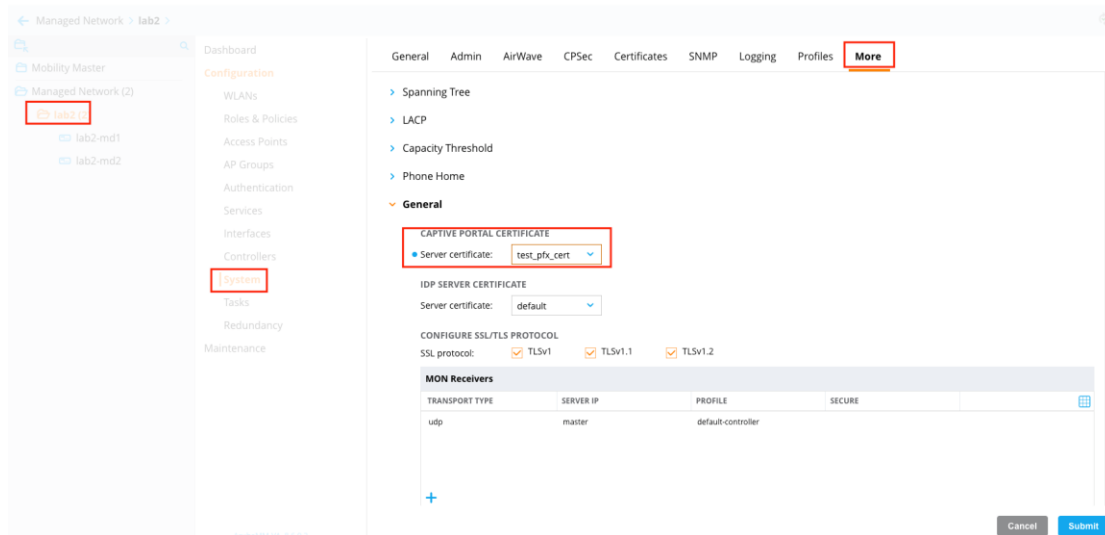 Managed Network > lab2 >
Mobility Master
Managed Network (2)
lab2 (2)
lab2-md1
lab2-md2
Dashboard
Configuration
WLANs
Roles & Policies
Access Points
AP Groups
Authentication
Services
Interfaces
Controllers
System
Tasks
Redundancy
Maintenance
General Admin AirWave CPSec Certificates SNMP Logging Profiles More
Spanning Tree
LACP
Capacity Threshold
Phone Home
General
CAPTIVE PORTAL CERTIFICATE
Server certificate: test_pfx_cert
IDP SERVER CERTIFICATE
Server certificate: default
CONFIGURE SSL/TLS PROTOCOL
SSL protocol: TLSv1 TLSv1.1 TLSv1.2
MON Receivers
TRANSPORT TYPE SERVER IP PROFILE SECURE
udp master default-controller
Cancel Submit